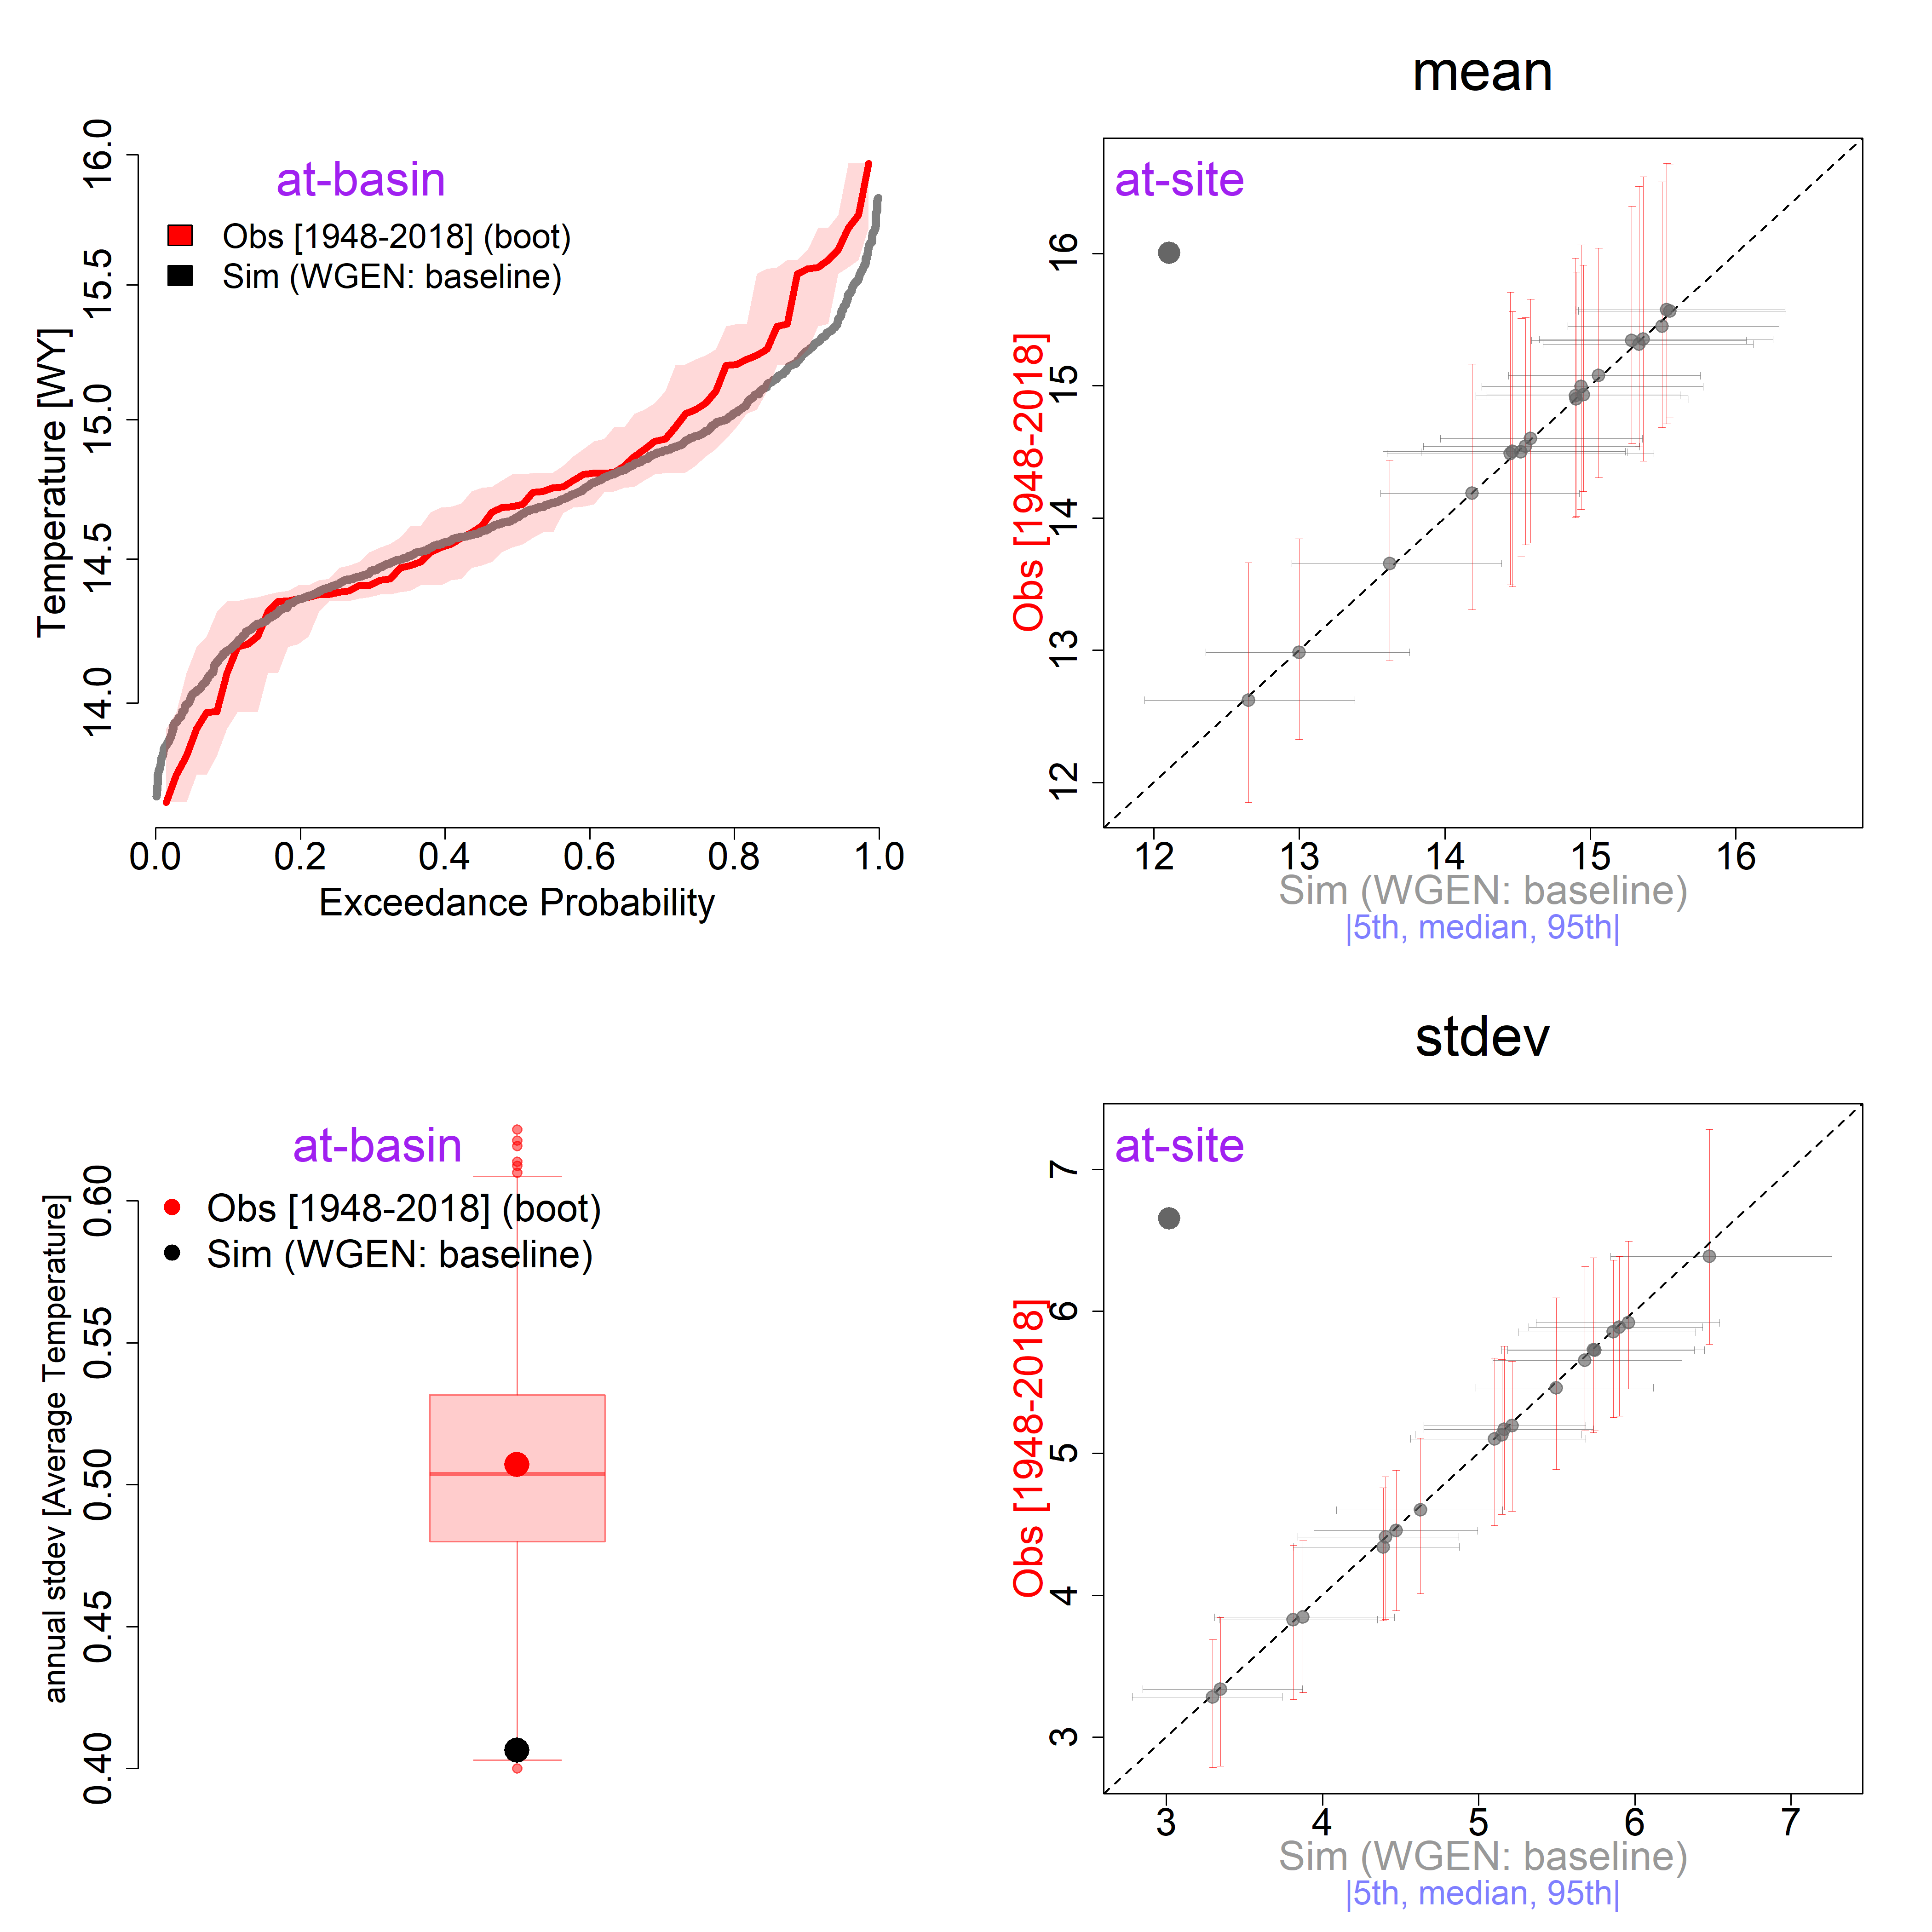 at-basin
Obs [1948-2018] (boot)
Sim (WGEN: baseline)
Temperature [WY]
16.0
15.5
15.0
14.5
14.0
0.0 0.2 0.4 0.6 0.8 1.0
Exceedance Probability
mean
at-site
Obs [1948-2018]
16
15
14
13
12
12 13 14 15 16
Sim (WGEN: baseline)
|5th, median, 95th|
at-basin
Obs [1948-2018] (boot)
Sim (WGEN: baseline)
annual stdev [Average Temperature]
0.60
0.55
0.50
0.45
0.40
stdev
at-site
Obs [1948-2018]
7
6
5
4
3
3 4 5 6 7
Sim (WGEN: baseline)
|5th, median, 95th|